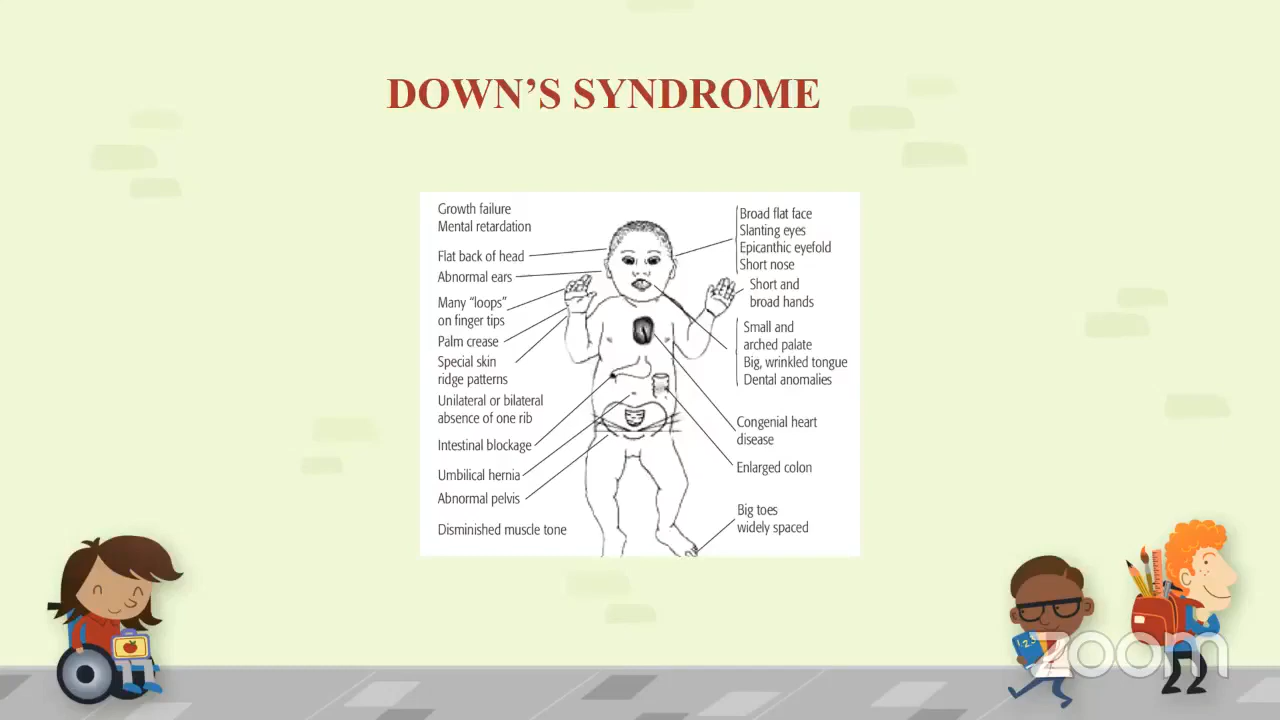 DOWN’S SYNDROME
Growth failure
Mental retardation
Flat back of head
Abnormal ears
Many “loops”
on finger tips
Palm crease
Special skin
ridge patterns
Unilateral or bilateral
absence of one rib
Intestinal blockage
Umbilical hernia
Abnormal pelvis
Disminished muscle tone
Broad flat face
Slanting eyes
Epicanthic eyefold
Short nose
Short and
broad hands
Small and
arched palate
Big, wrinkled tongue
Dental anomalies
Congenial heart
disease
Enlarged colon
Big toes
widely spaced
zoom